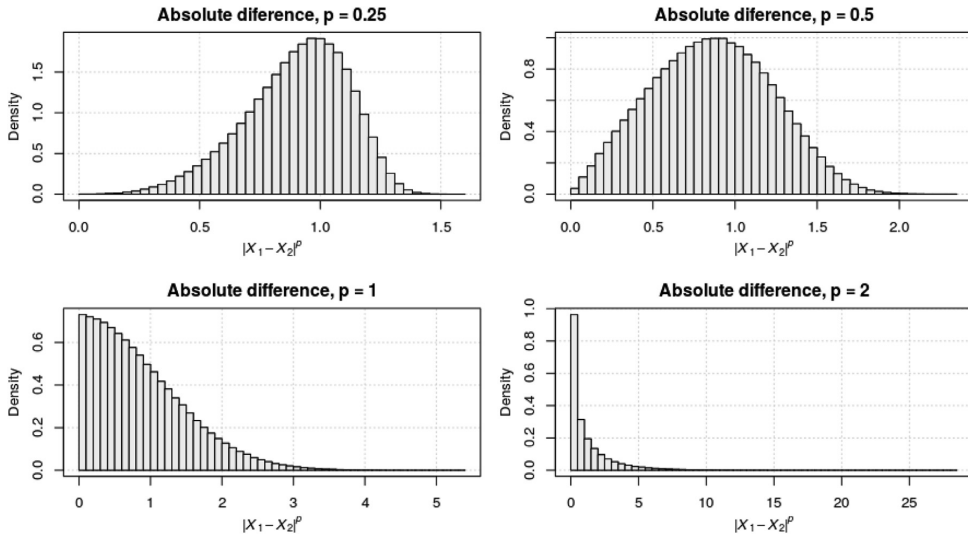 Absolute diference, p = 0.25
Density
0.0 0.5 1.0 1.5
0.0 0.5 1.0 1.5
|X₁ – X₂|ᵖ
Absolute diference, p = 0.5
Density
0.0 0.4 0.8
0.0 0.5 1.0 1.5 2.0
|X₁ – X₂|ᵖ
Absolute difference, p = 1
Density
0.0 0.2 0.4 0.6
0 1 2 3 4 5
|X₁ – X₂|ᵖ
Absolute difference, p = 2
Density
0.0 0.2 0.4 0.6 0.8 1.0
0 5 10 15 20 25
|X₁ – X₂|ᵖ